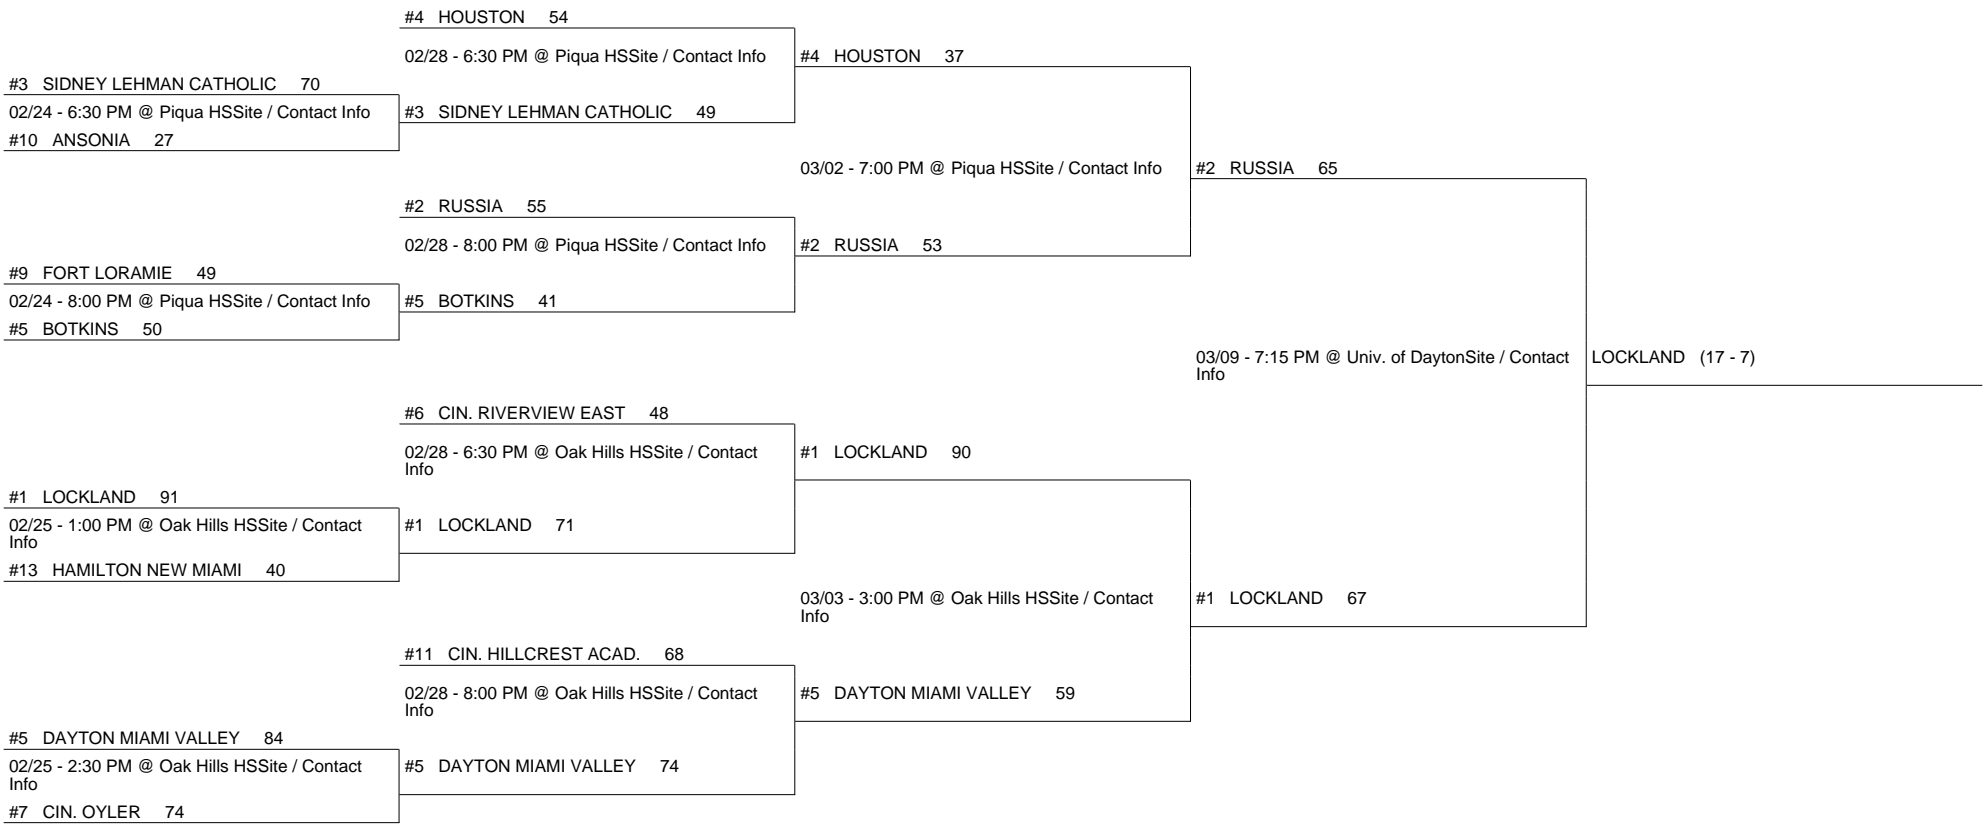 #4 HOUSTON 54
02/28 - 6:30 PM @ Piqua HSSite / Contact Info
#4 HOUSTON 37
#3 SIDNEY LEHMAN CATHOLIC 70
02/24 - 6:30 PM @ Piqua HSSite / Contact Info
#3 SIDNEY LEHMAN CATHOLIC 49
#10 ANSONIA 27
03/02 - 7:00 PM @ Piqua HSSite / Contact Info
#2 RUSSIA 65
#2 RUSSIA 55
02/28 - 8:00 PM @ Piqua HSSite / Contact Info
#2 RUSSIA 53
#9 FORT LORAMIE 49
02/24 - 8:00 PM @ Piqua HSSite / Contact Info
#5 BOTKINS 41
#5 BOTKINS 50
03/09 - 7:15 PM @ Univ. of DaytonSite / Contact
Info
LOCKLAND (17 - 7)
#6 CIN. RIVERVIEW EAST 48
02/28 - 6:30 PM @ Oak Hills HSSite / Contact
Info
#1 LOCKLAND 90
#1 LOCKLAND 91
02/25 - 1:00 PM @ Oak Hills HSSite / Contact
Info
#1 LOCKLAND 71
#13 HAMILTON NEW MIAMI 40
03/03 - 3:00 PM @ Oak Hills HSSite / Contact
Info
#1 LOCKLAND 67
#11 CIN. HILLCREST ACAD. 68
02/28 - 8:00 PM @ Oak Hills HSSite / Contact
Info
#5 DAYTON MIAMI VALLEY 59
#5 DAYTON MIAMI VALLEY 84
02/25 - 2:30 PM @ Oak Hills HSSite / Contact
Info
#5 DAYTON MIAMI VALLEY 74
#7 CIN. OYLER 74